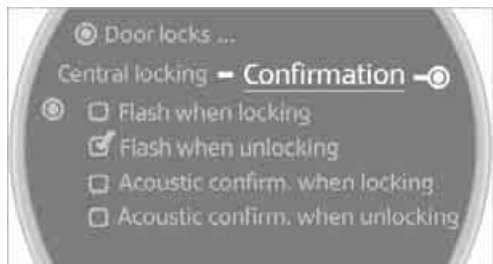 Door locks ...
Central locking Confirmation
Flash when locking
Flash when unlocking
Acoustic confirm. when locking
Acoustic confirm. when unlocking